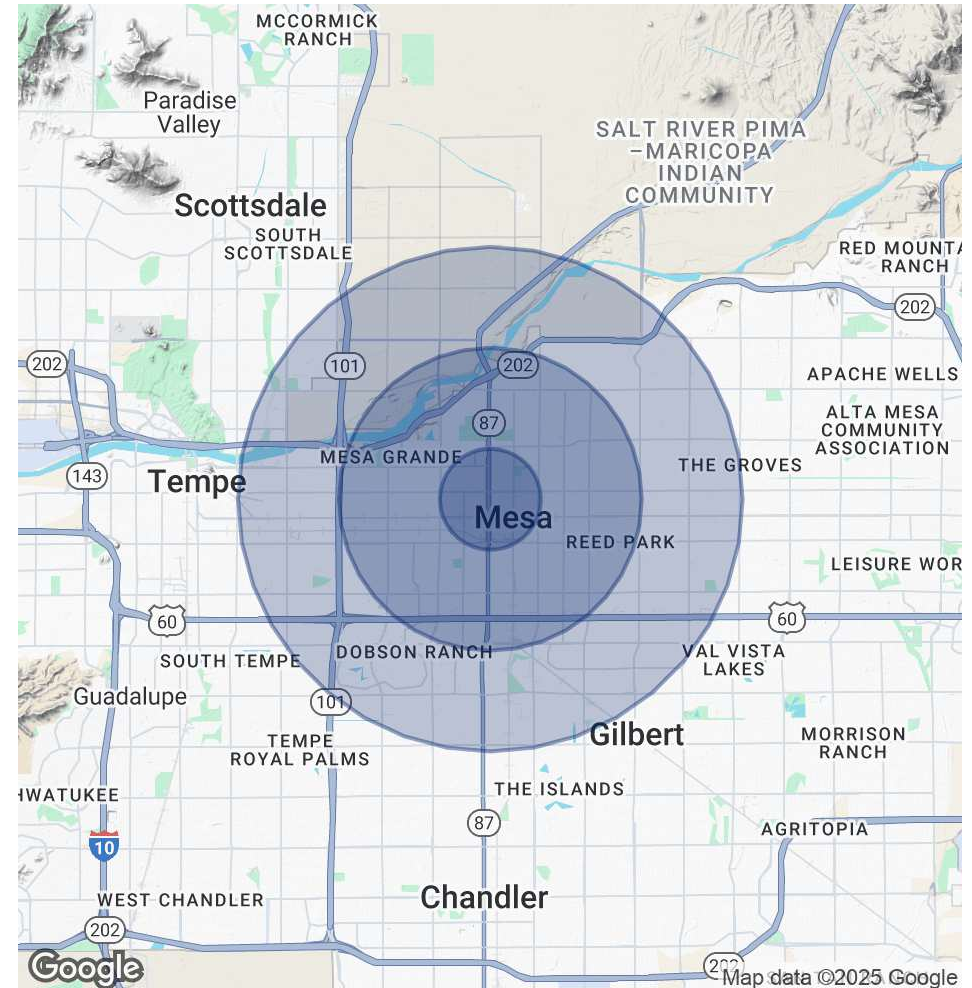 MCCORMICK
RANCH
Paradise
Valley
SALT RIVER PIMA
–MARICOPA
INDIAN
COMMUNITY
Scottsdale
SOUTH
SCOTTSDALE
RED MOUNTA
RANCH
202
202
101
202
APACHE WELLS
87
ALTA MESA
COMMUNITY
ASSOCIATION
MESA GRANDE
THE GROVES
143
Tempe
Mesa
REED PARK
LEISURE WOR
60
60
SOUTH TEMPE
DOBSON RANCH
VAL VISTA
LAKES
Guadalupe
101
Gilbert
TEMPE
ROYAL PALMS
MORRISON
RANCH
HWATUKEE
THE ISLANDS
87
AGRITOPIA
10
WEST CHANDLER
Chandler
202
202
Google
Map data ©2025 Google